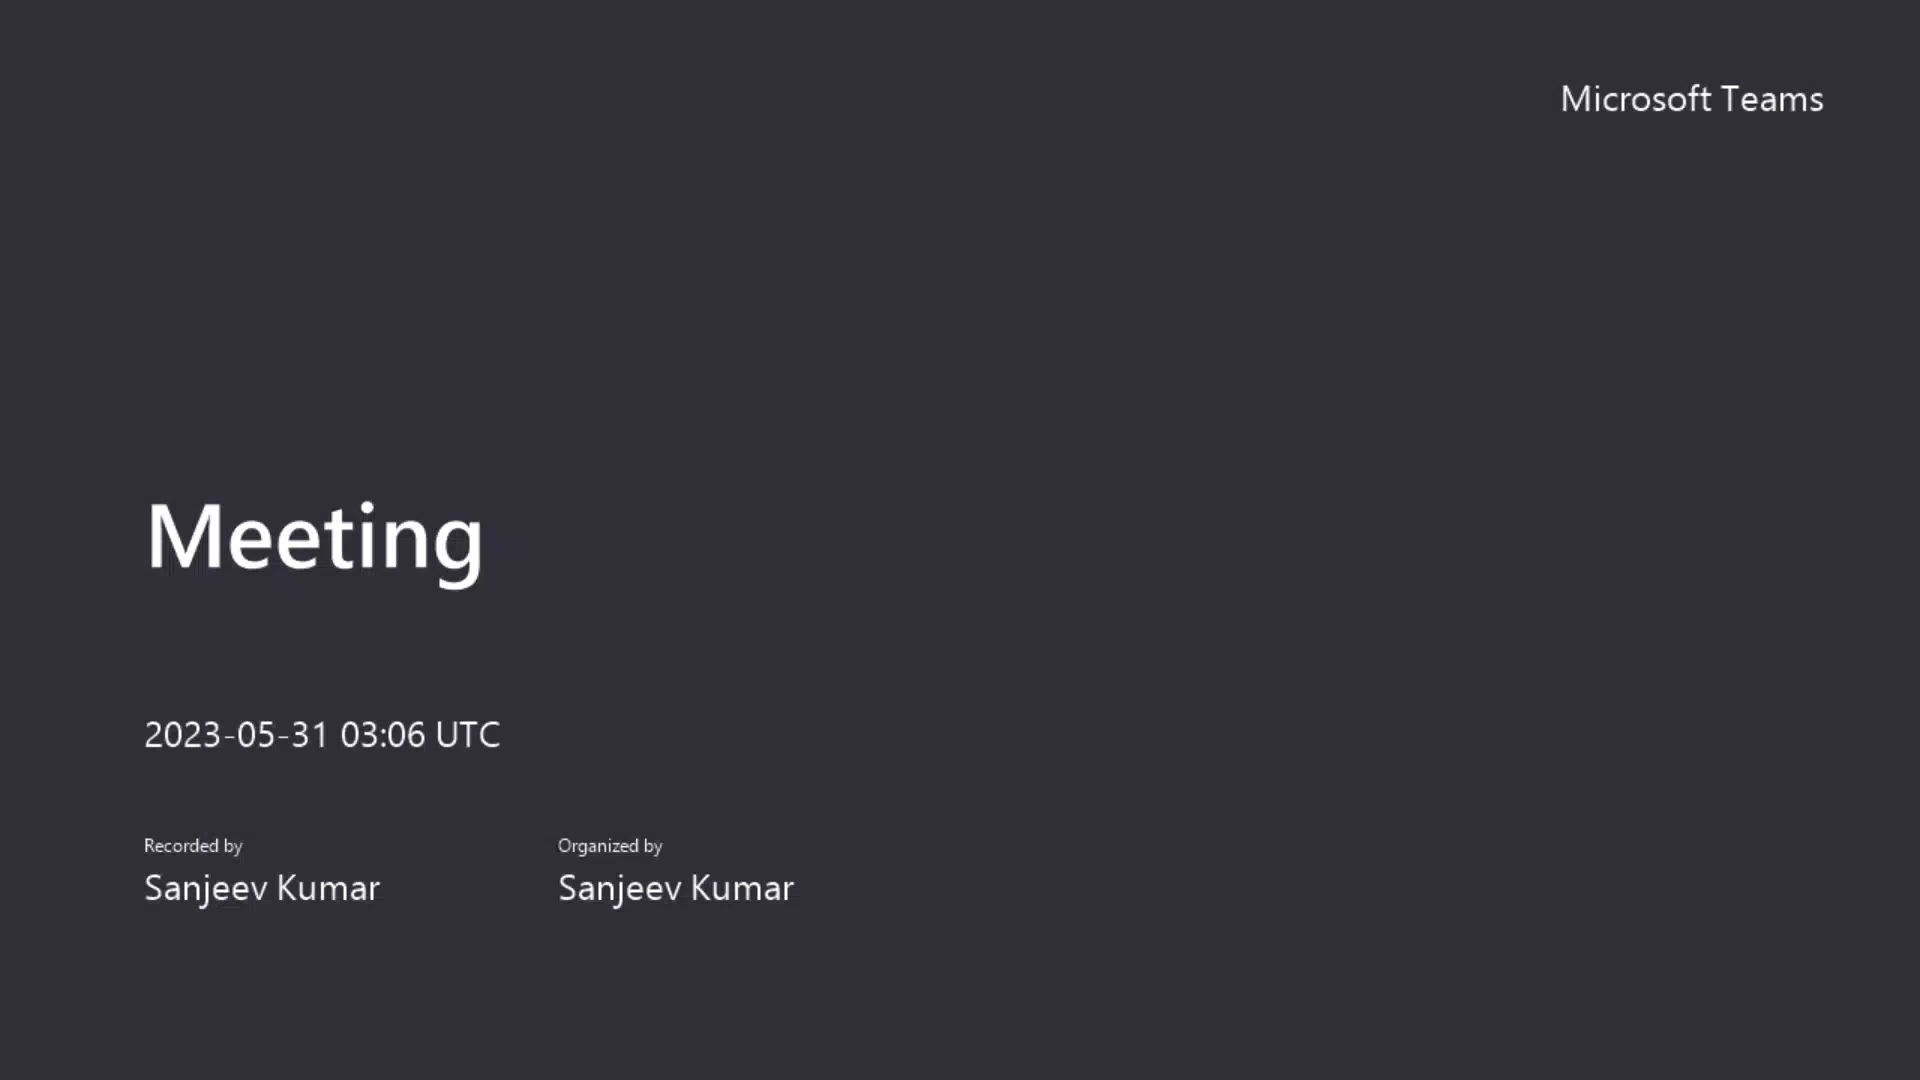 Microsoft Teams
Meeting
2023-05-31 03:06 UTC
Recorded by
Sanjeev Kumar
Organized by
Sanjeev Kumar